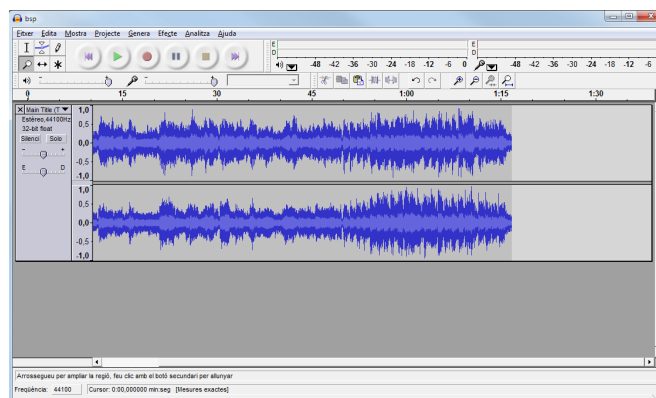 bsp
Fitxer Edita Mostra Projecte Genera Efecte Analitza Ajuda
E
D
-48 -42 -36 -30 -24 -18 -12 -6 0
E
D
-48 -42 -36 -30 -24 -18 -12 -6
0 15 30 45 1:00 1:15 1:30
Main Title (T
Estéreo,44100Hz
32-bit float
Silenci Solo
- +
E D
1,0
0,5
0,0
-0,5
-1,0
1,0
0,5
0,0
-0,5
-1,0
Arrossegueu per ampliar la regió, feu clic amb el botó secundari per allunyar
Freqüència: 44100 Cursor: 0:00,000000 min:seg [Mesures exactes]